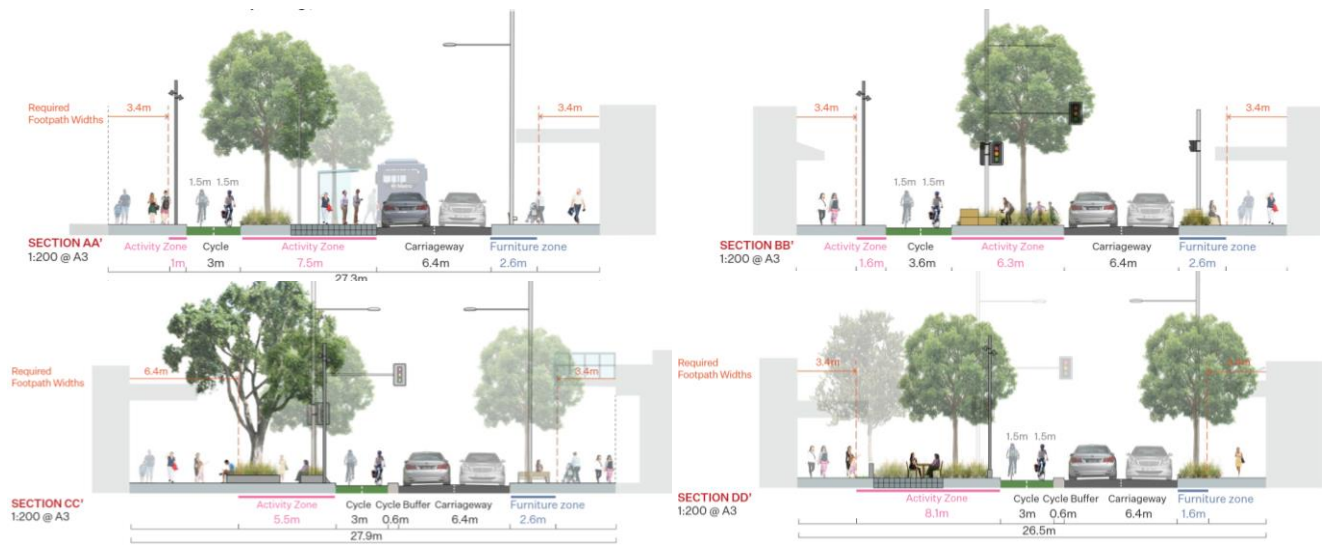 Required
Footpath Widths
3.4m
3.4m
1.5m 1.5m
SECTION AA'
1:200 @ A3
Activity Zone
Cycle
Activity Zone
Carriageway
Furniture zone
1m
3m
7.5m
6.4m
2.6m
27.3m
3.4m
3.4m
1.5m 1.5m
SECTION BB'
1:200 @ A3
Activity Zone
Cycle
Activity Zone
Carriageway
Furniture zone
1.6m
3.6m
6.3m
6.4m
2.6m
Required
Footpath Widths
6.4m
3.4m
SECTION CC'
1:200 @ A3
Activity Zone
Cycle
Cycle Buffer
Carriageway
Furniture zone
5.5m
3m
0.6m
6.4m
2.6m
27.9m
Required
Footpath Widths
3.4m
1.5m 1.5m
SECTION DD'
1:200 @ A3
Activity Zone
Cycle
Cycle Buffer
Carriageway
Furniture zone
8.1m
3m
0.6m
6.4m
1.6m
26.5m